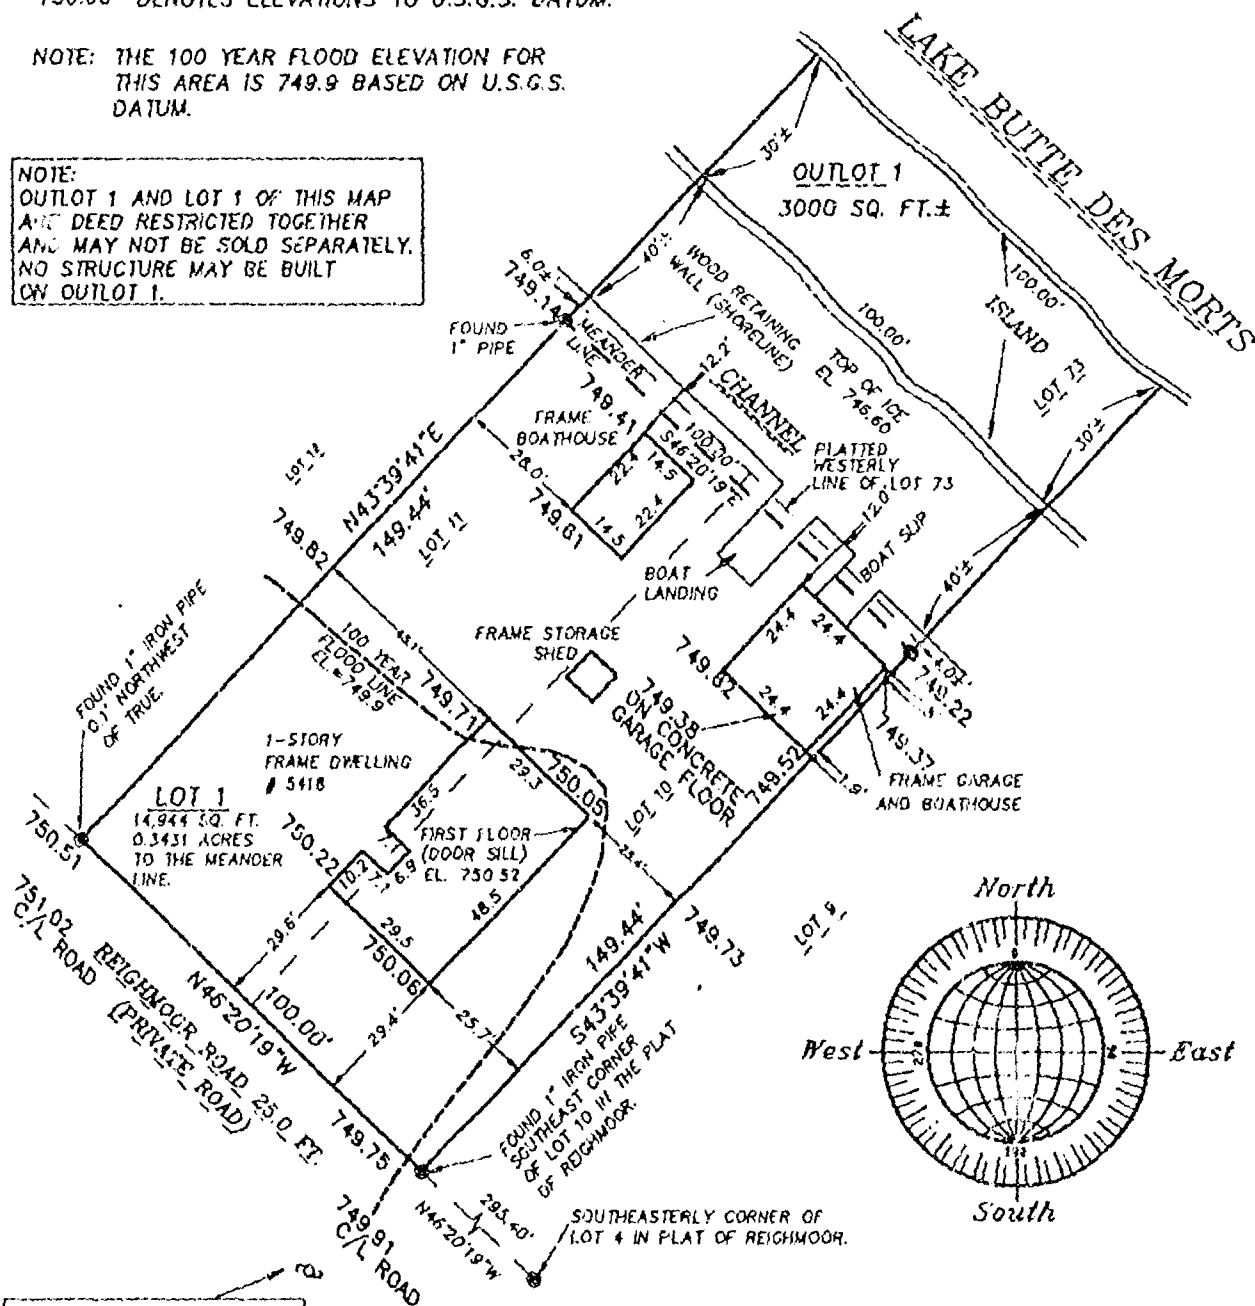 750.00 DENOTES ELEVATIONS TO U.S.G.S. DATUM.
NOTE: THE 100 YEAR FLOOD ELEVATION FOR
THIS AREA IS 749.9 BASED ON U.S.G.S.
DATUM.
NOTE:
OUTLOT 1 AND LOT 1 OF THIS MAP
ARE DEED RESTRICTED TOGETHER
AND MAY NOT BE SOLD SEPARATELY.
NO STRUCTURE MAY BE BUILT
ON OUTLOT 1.
LAKE BUTTE DES MORTS
OUTLOT 1
3000 SQ. FT.±
30'±
40'±
100.00'
ISLAND
100.00'
LOT 73
30'±
40'±
6.0±'
749.14
FOUND
1" PIPE
MEANDER
LINE
WOOD RETAINING
WALL (SHORELINE)
TOP OF ICE
EL. 746.60
CHANNEL
12.2'
749.41
FRAME
BOATHOUSE
22.4
14.5
22.4
14.5
100.00'
S46°20'19"E
PLATTED
WESTERLY
LINE OF LOT 73
12.0'
BOAT SLIP
BOAT
LANDING
28.0'
749.81
LOT 12
N43°39'41"E
149.44'
LOT 11
749.82
FOUND 1" IRON PIPE
0.1' NORTHWEST
OF TRUE.
100 YEAR
FLOOD LINE
EL.=749.9
749.71
FRAME STORAGE
SHED
749.38
ON CONCRETE
GARAGE FLOOR
749.82
24.4
24.4
24.4
24.4
4.0±'
749.22
749.37
749.52
1.9'
FRAME GARAGE
AND BOATHOUSE
1-STORY
FRAME DWELLING
# 5418
LOT 1
14,944 SQ. FT.
0.3431 ACRES
TO THE MEANDER
LINE.
29.3
750.05
36.5
FIRST FLOOR
(DOOR SILL)
EL. 750.52
LOT 10
750.22
10.2
7.1
7.1
6.9
48.5
29.5
750.06
29.6'
29.4'
25.7'
749.73
LOT 9
149.44'
S43°39'41"W
750.51
751.02
C/L ROAD
REIGHMOOR ROAD 25.0 FT.
(PRIVATE ROAD)
N46°20'19"W
100.00'
749.75
FOUND 1" IRON PIPE
SOUTHEAST CORNER
OF LOT 10 IN THE PLAT
OF REIGHMOOR.
749.91
C/L ROAD
295.40'
N46°20'19"W
SOUTHEASTERLY CORNER OF
LOT 4 IN PLAT OF REIGHMOOR.
North
West
East
South
270